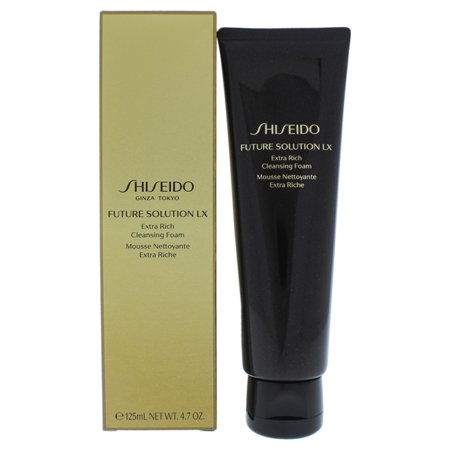 SHISEIDO
GINZA TOKYO
FUTURE SOLUTION LX
Extra Rich
Cleansing Foam
Mousse Nettoyante
Extra Riche
℮125mL NET WT. 4.7 OZ.
SHISEIDO
FUTURE SOLUTION LX
Extra Rich
Cleansing Foam
Mousse Nettoyante
Extra Riche